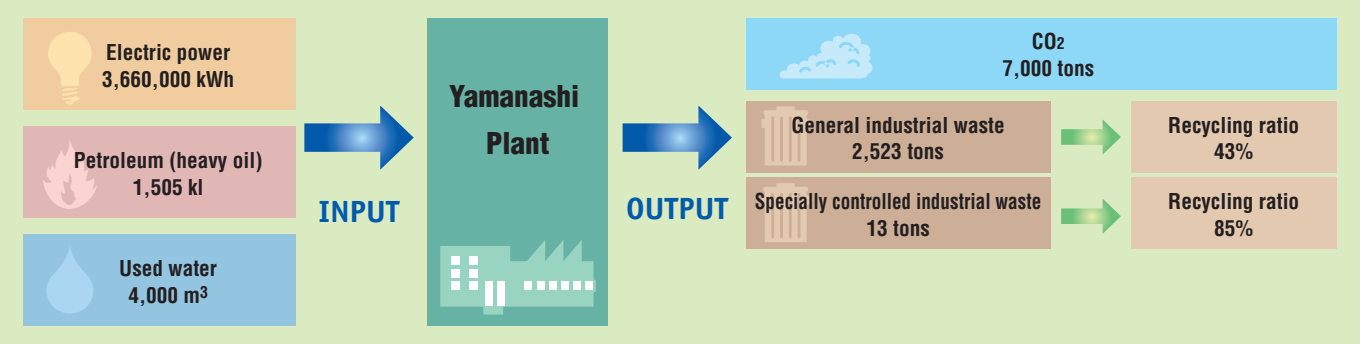 Electric power
3,660,000 kWh
Petroleum (heavy oil)
1,505 kl
Used water
4,000 m³
INPUT
Yamanashi
Plant
OUTPUT
CO₂
7,000 tons
General industrial waste
2,523 tons
Recycling ratio
43%
Specially controlled industrial waste
13 tons
Recycling ratio
85%